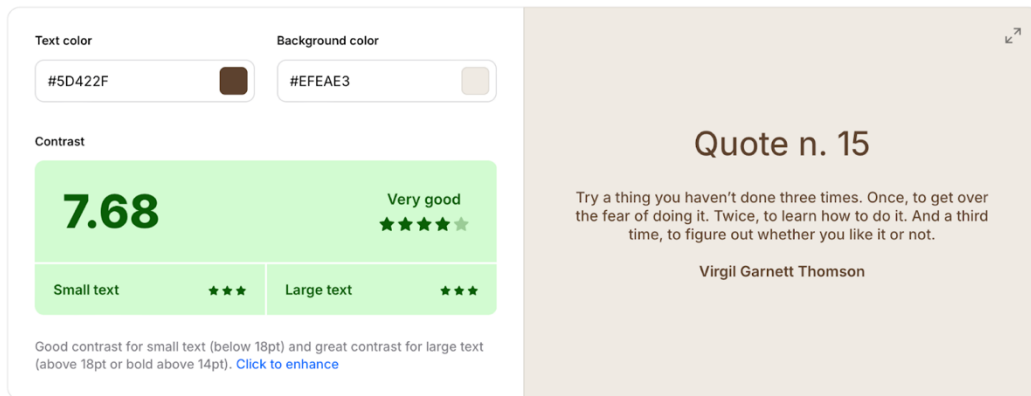 Text color
Background color
#5D422F
#EFEAE3
Contrast
7.68
Very good
Small text
Large text
Good contrast for small text (below 18pt) and great contrast for large text
(above 18pt or bold above 14pt). Click to enhance
Quote n. 15
Try a thing you haven’t done three times. Once, to get over
the fear of doing it. Twice, to learn how to do it. And a third
time, to figure out whether you like it or not.
Virgil Garnett Thomson